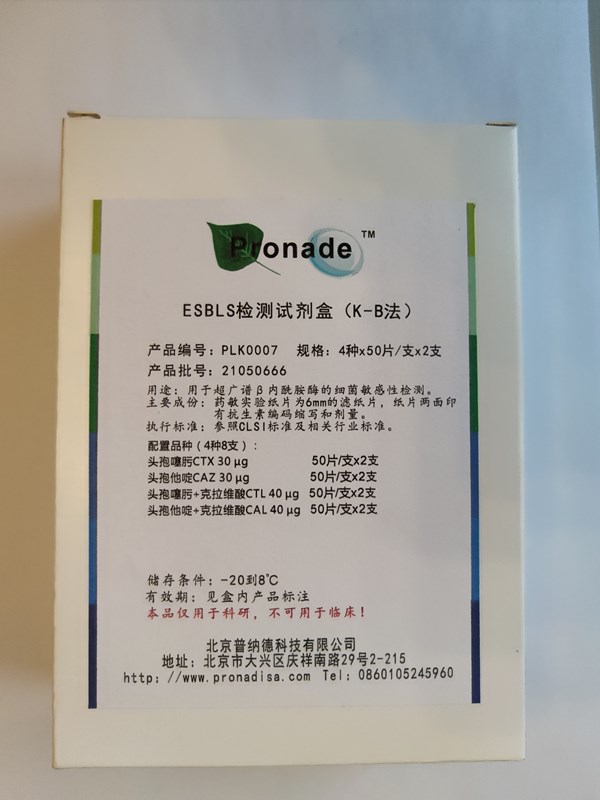 Pronade TM
ESBLS检测试剂盒（K-B法）
产品编号：PLK0007 规格：4种x50片/支x2支
产品批号：21050666
用途：用于超广谱β内酰胺酶的细菌敏感性检测。
主要成份：药敏实验纸片为6mm的滤纸片，纸片两面印
有抗生素编码缩写和剂量。
执行标准：参照CLSI标准及相关行业标准。
配置品种（4种8支）：
头孢噻肟CTX 30 μg 50片/支x2支
头孢他啶CAZ 30 μg 50片/支x2支
头孢噻肟+克拉维酸CTL 40 μg 50片/支x2支
头孢他啶+克拉维酸CAL 40 μg 50片/支x2支
储存条件：-20到8℃
有效期：见盒内产品标注
本品仅用于科研，不可用于临床！
北京普纳德科技有限公司
地址：北京市大兴区庆祥南路29号2-215
http：//www.pronadisa.com Tel：0860105245960